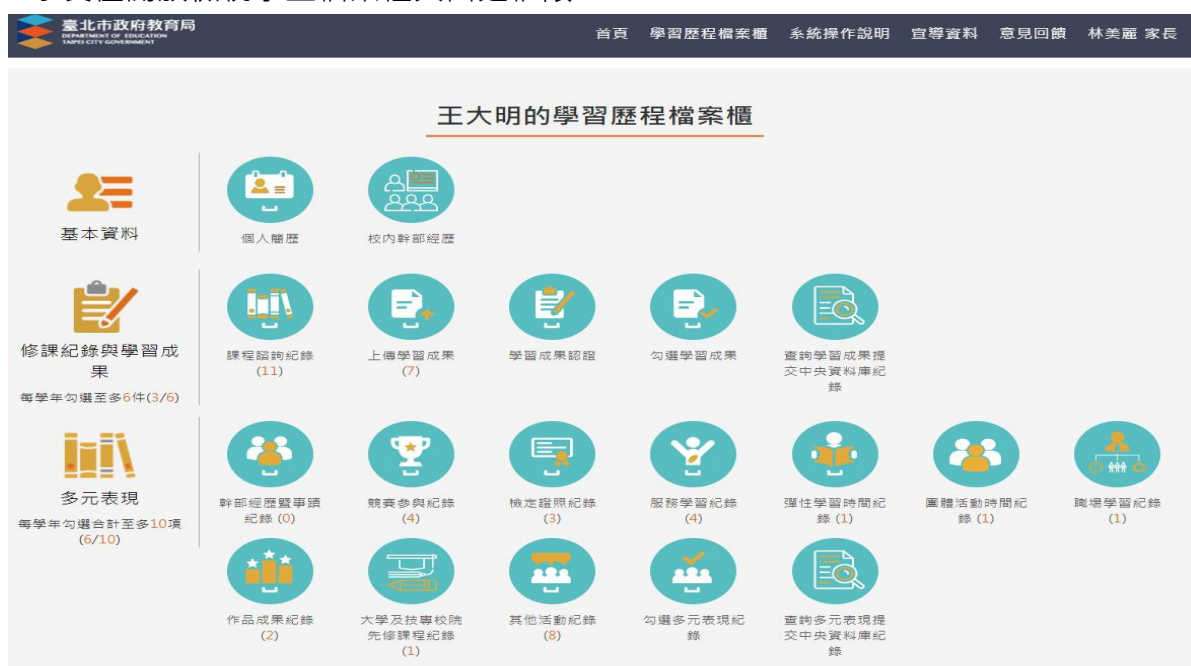 臺北市政府教育局
DEPARTMENT OF EDUCATION
TAIPEI CITY GOVERNMENT
首頁 學習歷程檔案櫃 系統操作說明 宣導資料 意見回饋 林美麗 家長
王大明的學習歷程檔案櫃
基本資料
個人簡歷
校內幹部經歷
修課紀錄與學習成
果
每學年勾選至多6件(3/6)
課程諮詢紀錄
(11)
上傳學習成果
(7)
學習成果認證
勾選學習成果
查詢學習成果提
交中央資料庫紀
錄
多元表現
每學年勾選合計至多10項
(6/10)
幹部經歷暨事蹟
紀錄 (0)
競賽參與紀錄
(4)
檢定證照紀錄
(3)
服務學習紀錄
(4)
彈性學習時間紀
錄 (1)
團體活動時間紀
錄 (1)
職場學習紀錄
(1)
作品成果紀錄
(2)
大學及技專校院
先修課程紀錄
(1)
其他活動紀錄
(8)
勾選多元表現紀
錄
查詢多元表現提
交中央資料庫紀
錄